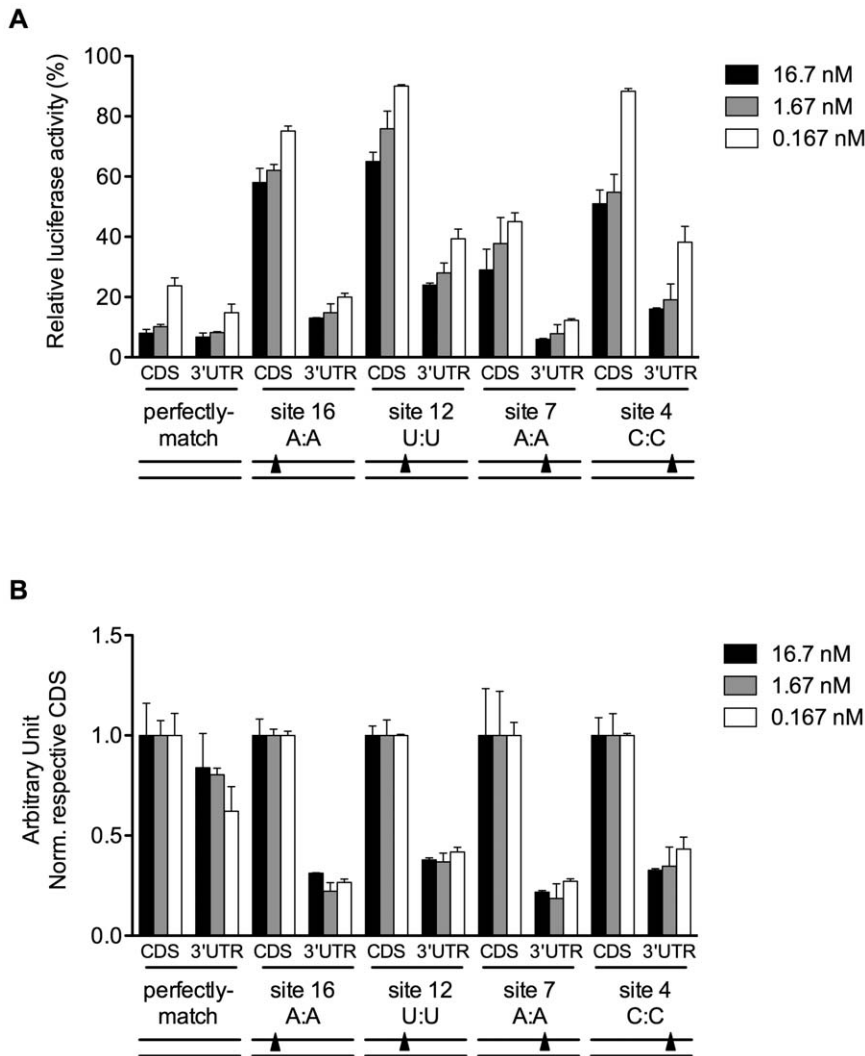 A
Relative luciferase activity (%)
100
80
60
40
20
0
16.7 nM
1.67 nM
0.167 nM
CDS 3'UTR CDS 3'UTR CDS 3'UTR CDS 3'UTR CDS 3'UTR
perfectly-match site 16 A:A site 12 U:U site 7 A:A site 4 C:C
B
Arbitrary Unit
Norm. respective CDS
1.5
1.0
0.5
0.0
16.7 nM
1.67 nM
0.167 nM
CDS 3'UTR CDS 3'UTR CDS 3'UTR CDS 3'UTR CDS 3'UTR
perfectly-match site 16 A:A site 12 U:U site 7 A:A site 4 C:C